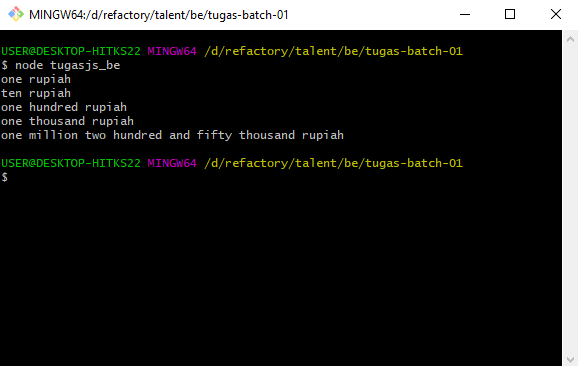 MINGW64:/d/refactory/talent/be/tugas-batch-01
USER@DESKTOP-HITKS22 MINGW64 /d/refactory/talent/be/tugas-batch-01
$ node tugasjs_be
one rupiah
ten rupiah
one hundred rupiah
one thousand rupiah
one million two hundred and fifty thousand rupiah
USER@DESKTOP-HITKS22 MINGW64 /d/refactory/talent/be/tugas-batch-01
$